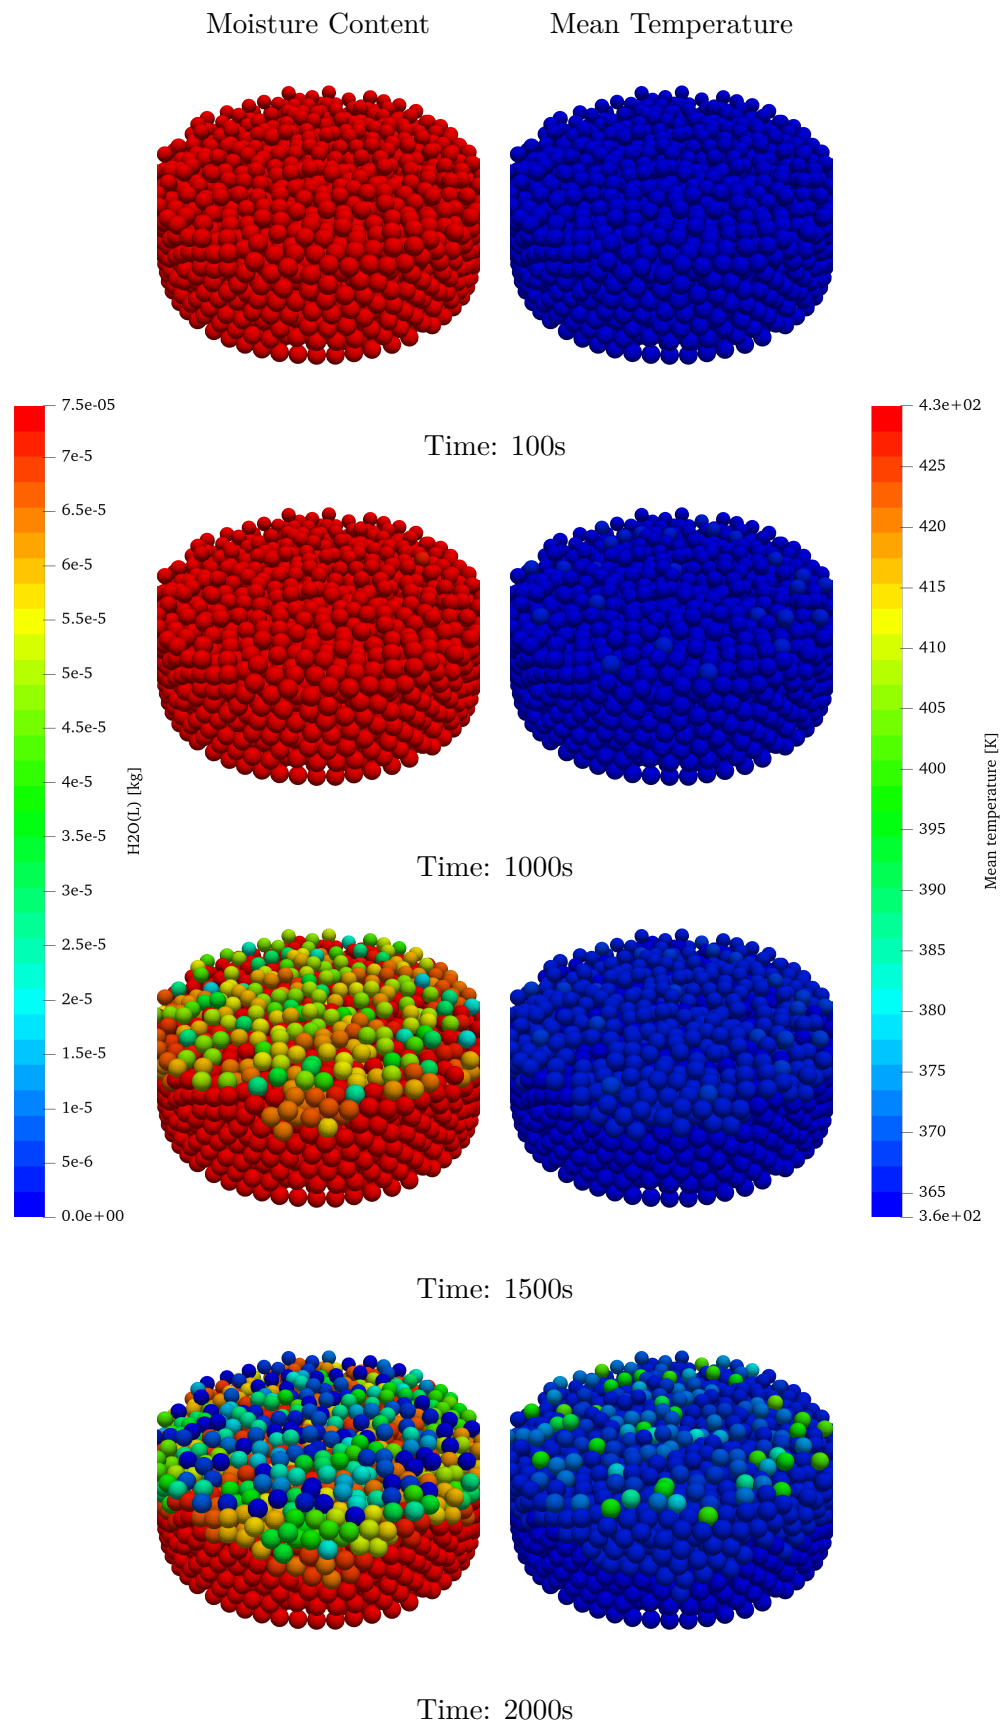 Moisture Content
Mean Temperature
7.5e-05
7e-5
6.5e-5
6e-5
5.5e-5
5e-5
4.5e-5
4e-5
3.5e-5
3e-5
2.5e-5
2e-5
1.5e-5
1e-5
5e-6
0.0e+00
H2O(L) [kg]
4.3e+02
425
420
415
410
405
400
395
390
385
380
375
370
365
3.6e+02
Mean temperature [K]
Time: 100s
Time: 1000s
Time: 1500s
Time: 2000s